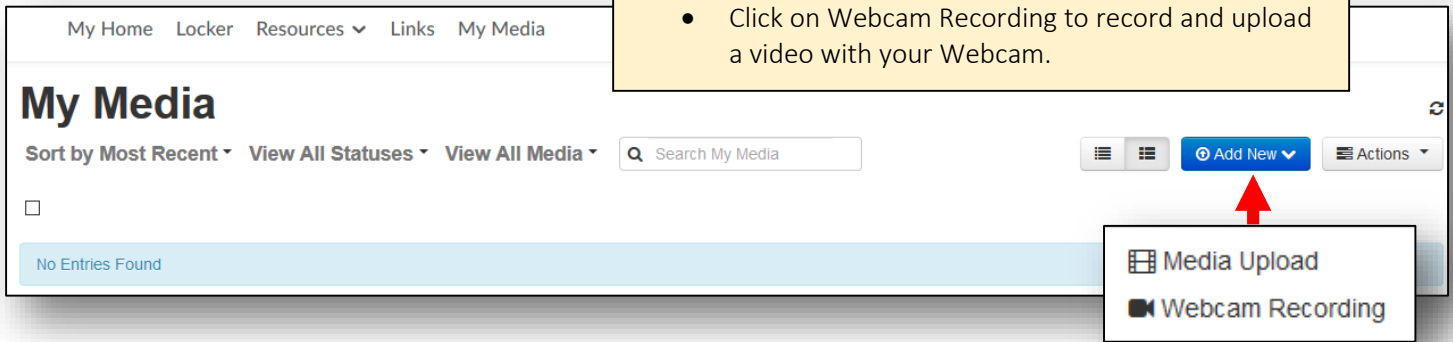 • Click on Webcam Recording to record and upload
a video with your Webcam.
My Home Locker Resources Links My Media
My Media
Sort by Most Recent View All Statuses View All Media Search My Media Add New Actions
No Entries Found
Media Upload
Webcam Recording